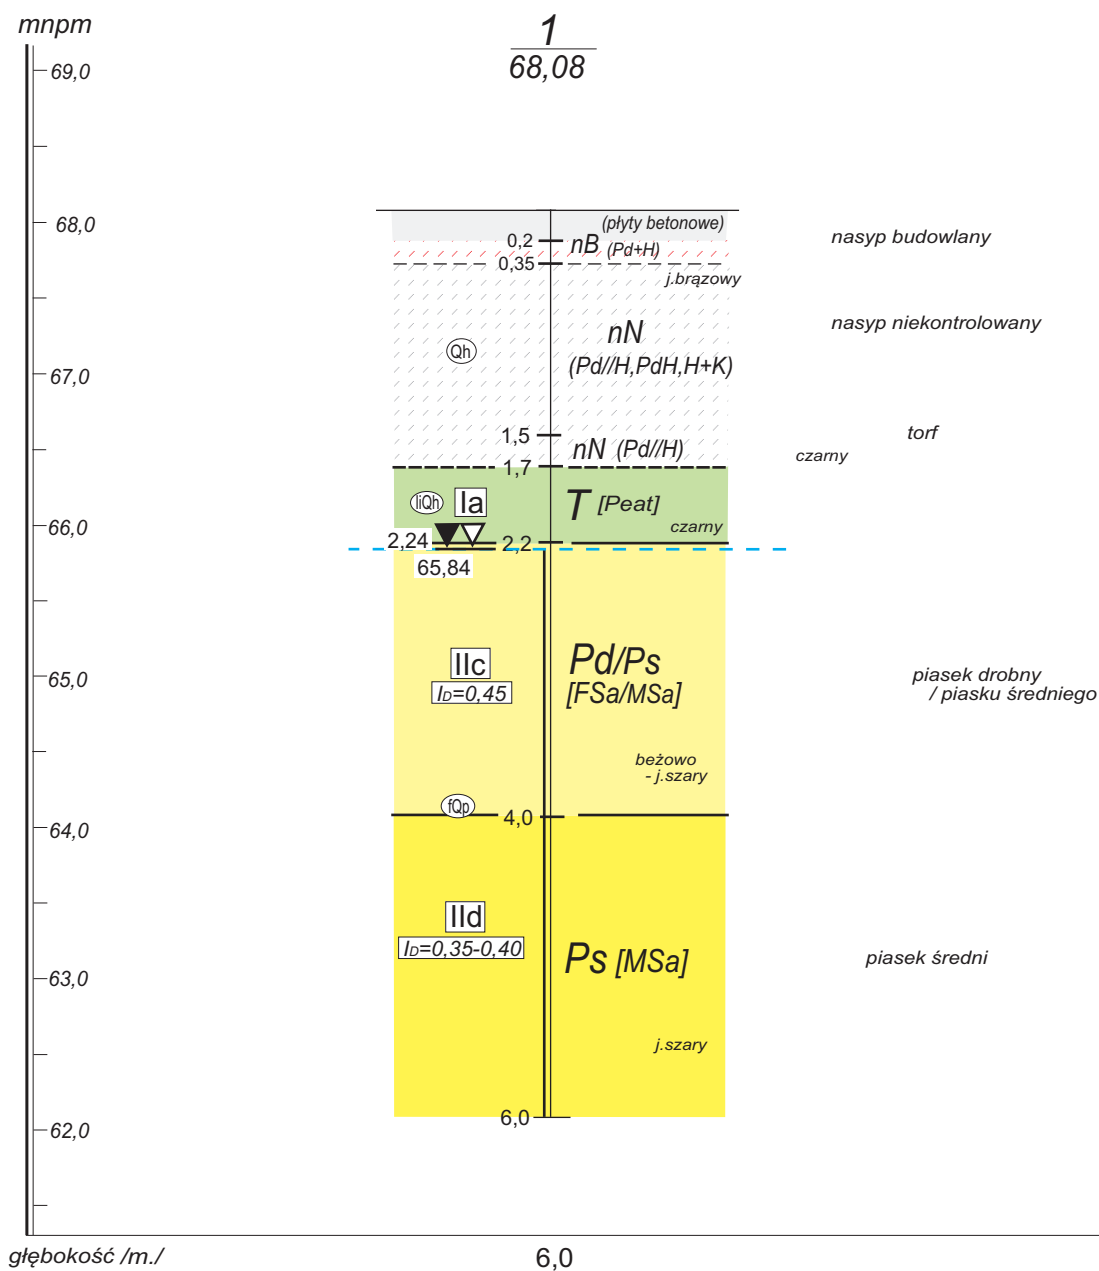 mnpm
1
68,08
69,0
68,0
(płyty betonowe)
0,2
nB (Pd+H)
nasyp budowlany
0,35
j.brązowy
nasyp niekontrolowany
nN
Qh
(Pd//H,PdH,H+K)
67,0
1,5
torf
nN (Pd//H)
czarny
1,7
liQh
Ia
T [Peat]
czarny
66,0
2,24
2,2
65,84
IIc
Pd/Ps
ID=0,45
[FSa/MSa]
65,0
piasek drobny
/ piasku średniego
beżowo
- j.szary
fQp
4,0
64,0
IId
ID=0,35-0,40
Ps [MSa]
piasek średni
63,0
j.szary
6,0
62,0
głębokość /m./
6,0